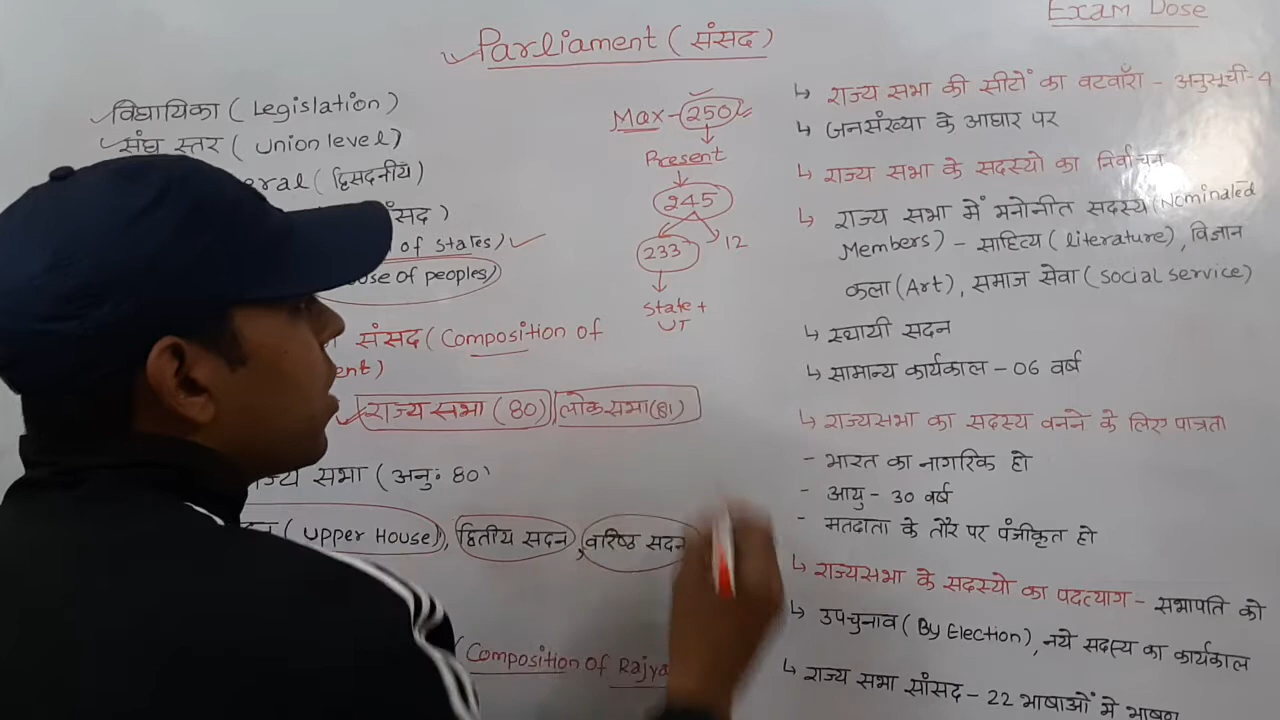 Exam Dose
Parliament ( संसद )
विद्यायिका ( Legislation )
संघ स्तर ( Union level )
eral ( द्विसदनीय )
संसद )
of States )
use of peoples )
संसद ( Composition of
ent )
राज्य सभा ( 80 ) लोकसभा (81)
ज्य सभा ( अनु: 80
( Upper House ), द्वितीय सदन, वरिष्ठ सदन
( Composition of Rajya
Max - 250
Present
245
233 12
State +
UT
राज्य सभा की सीटों का बटवाराँ - अनुसूची-4
जनसंख्या के आधार पर
राज्य सभा के सदस्यो का निर्वाचन
राज्य सभा में मनोनीत सदस्य (Nominated
Members) - साहित्य ( literature ), विज्ञान
कला (Art), समाज सेवा ( Social Service )
स्थायी सदन
सामान्य कार्यकाल - 06 वर्ष
राज्यसभा का सदस्य बनने के लिए पात्रता
- भारत का नागरिक हो
- आयु - 30 वर्ष
- मतदाता के तौर पर पंजीकृत हो
राज्यसभा के सदस्यो का पदत्याग - सभापति को
उपचुनाव ( By Election ), नये सदस्य का कार्यकाल
राज्य सभा सांसद - 22 भाषाओं मे भाषण